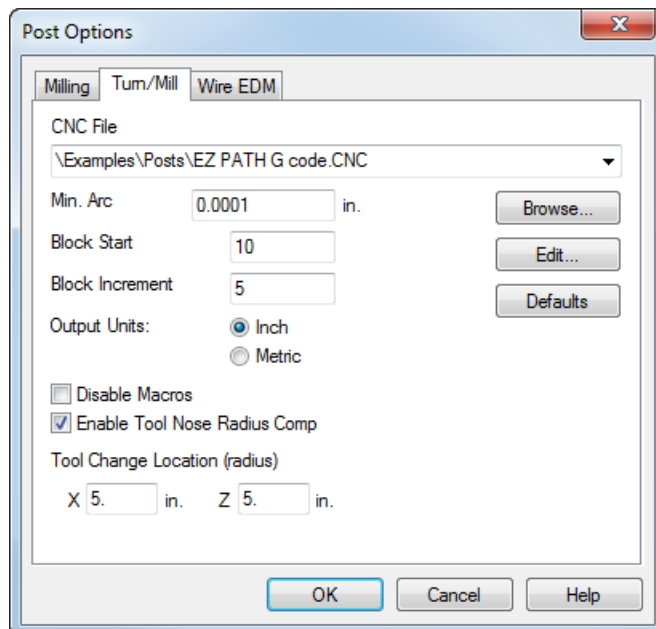 Post Options
Milling Turn/Mill Wire EDM
CNC File
\Examples\Posts\EZ PATH G code.CNC
Min. Arc 0.0001 in. Browse...
Block Start 10 Edit...
Block Increment 5 Defaults
Output Units: Inch
Metric
Disable Macros
Enable Tool Nose Radius Comp
Tool Change Location (radius)
X 5. in. Z 5. in.
OK Cancel Help